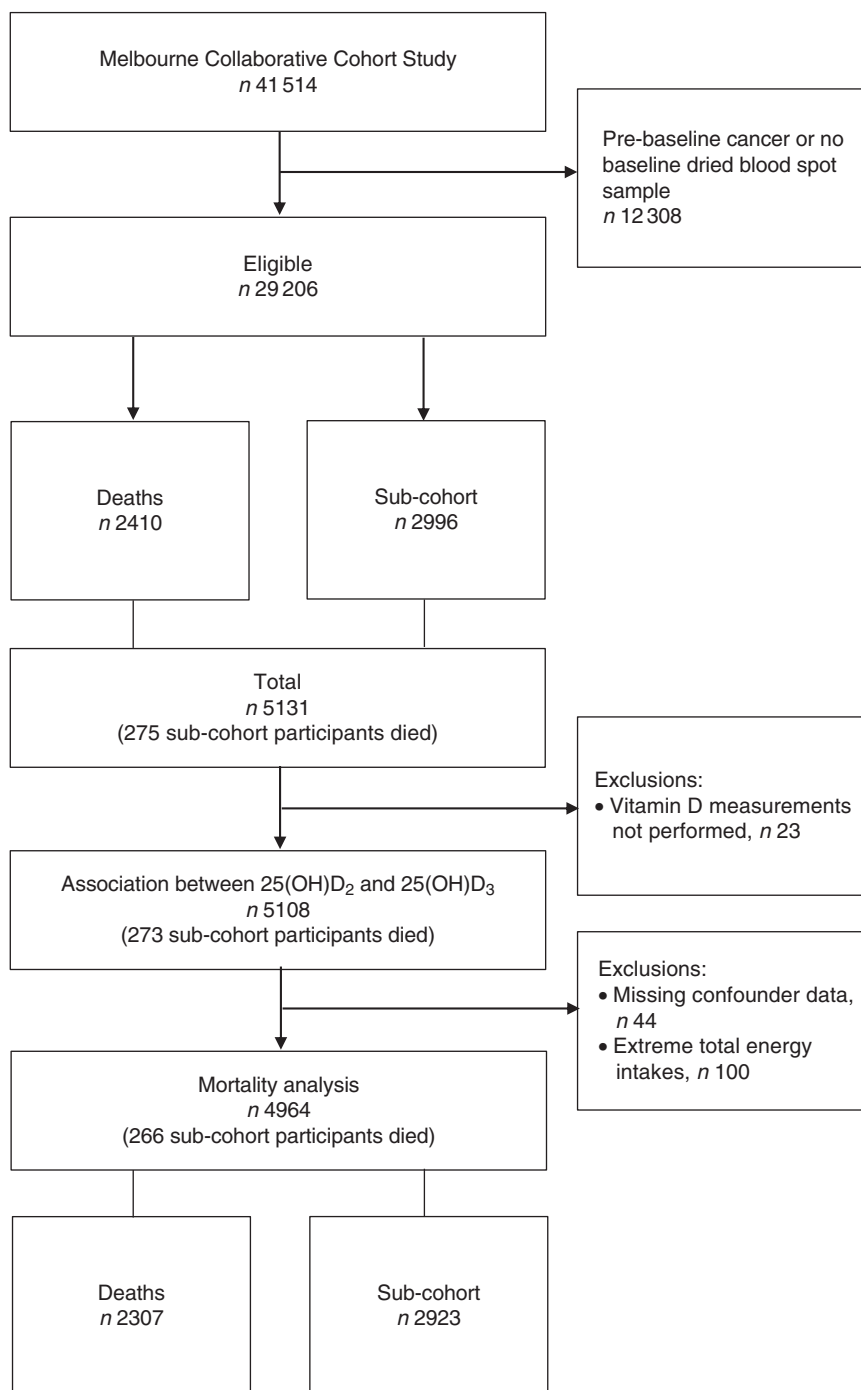 Melbourne Collaborative Cohort Study
n 41 514
Pre-baseline cancer or no
baseline dried blood spot
sample
n 12 308
Eligible
n 29 206
Deaths
n 2410
Sub-cohort
n 2996
Total
n 5131
(275 sub-cohort participants died)
Exclusions:
• Vitamin D measurements
not performed, n 23
Association between 25(OH)D₂ and 25(OH)D₃
n 5108
(273 sub-cohort participants died)
Exclusions:
• Missing confounder data,
n 44
• Extreme total energy
intakes, n 100
Mortality analysis
n 4964
(266 sub-cohort participants died)
Deaths
n 2307
Sub-cohort
n 2923